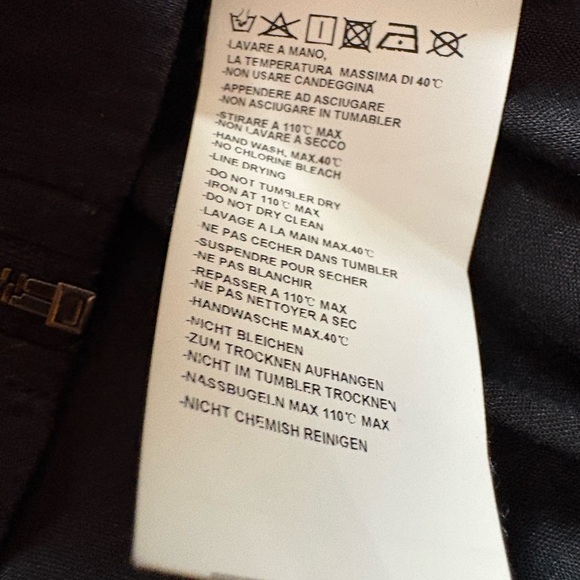 -LAVARE A MANO,
LA TEMPERATURA MASSIMA DI 40℃
-NON USARE CANDEGGINA
-APPENDERE AD ASCIUGARE
-NON ASCIUGARE IN TUMABLER
-STIRARE A 110℃ MAX
-NON LAVARE A SECCO
-HAND WASH, MAX.40℃
-NO CHLORINE BLEACH
-LINE DRYING
-DO NOT TUMBLER DRY
-IRON AT 110℃ MAX
-DO NOT DRY CLEAN
-LAVAGE A LA MAIN MAX.40℃
-NE PAS CECHER DANS TUMBLER
-SUSPENDRE POUR SECHER
-NE PAS BLANCHIR
-REPASSER A 110℃ MAX
-NE PAS NETTOYER A SEC
-HANDWASCHE MAX.40℃
-NICHT BLEICHEN
-ZUM TROCKNEN AUFHANGEN
-NICHT IM TUMBLER TROCKNEN
-NASSBUGELN MAX 110℃ MAX
-NICHT CHEMISH REINIGEN